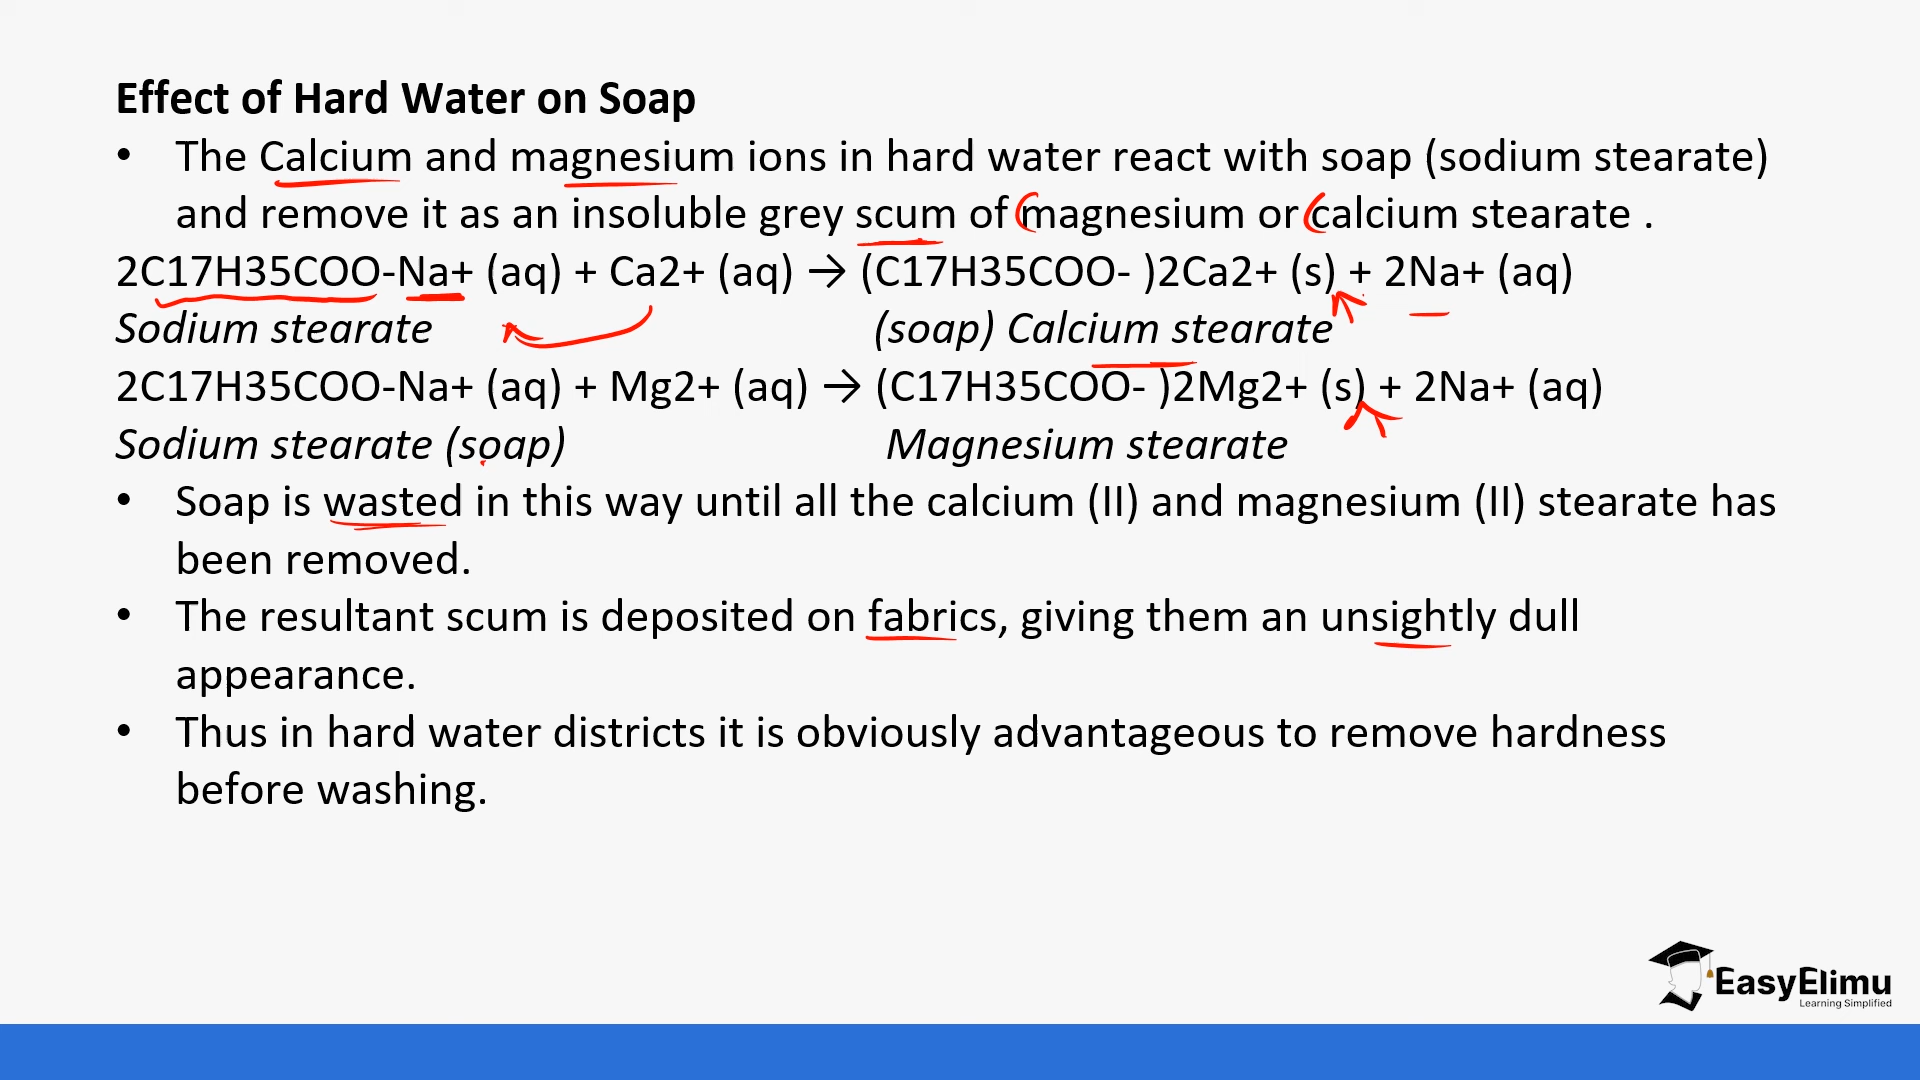 Effect of Hard Water on Soap
• The Calcium and magnesium ions in hard water react with soap (sodium stearate)
and remove it as an insoluble grey scum of magnesium or calcium stearate .
2C17H35COO-Na+ (aq) + Ca2+ (aq) → (C17H35COO- )2Ca2+ (s) + 2Na+ (aq)
Sodium stearate (soap) Calcium stearate
2C17H35COO-Na+ (aq) + Mg2+ (aq) → (C17H35COO- )2Mg2+ (s) + 2Na+ (aq)
Sodium stearate (soap) Magnesium stearate
• Soap is wasted in this way until all the calcium (II) and magnesium (II) stearate has
been removed.
• The resultant scum is deposited on fabrics, giving them an unsightly dull
appearance.
• Thus in hard water districts it is obviously advantageous to remove hardness
before washing.
EasyElimu
Learning Simplified